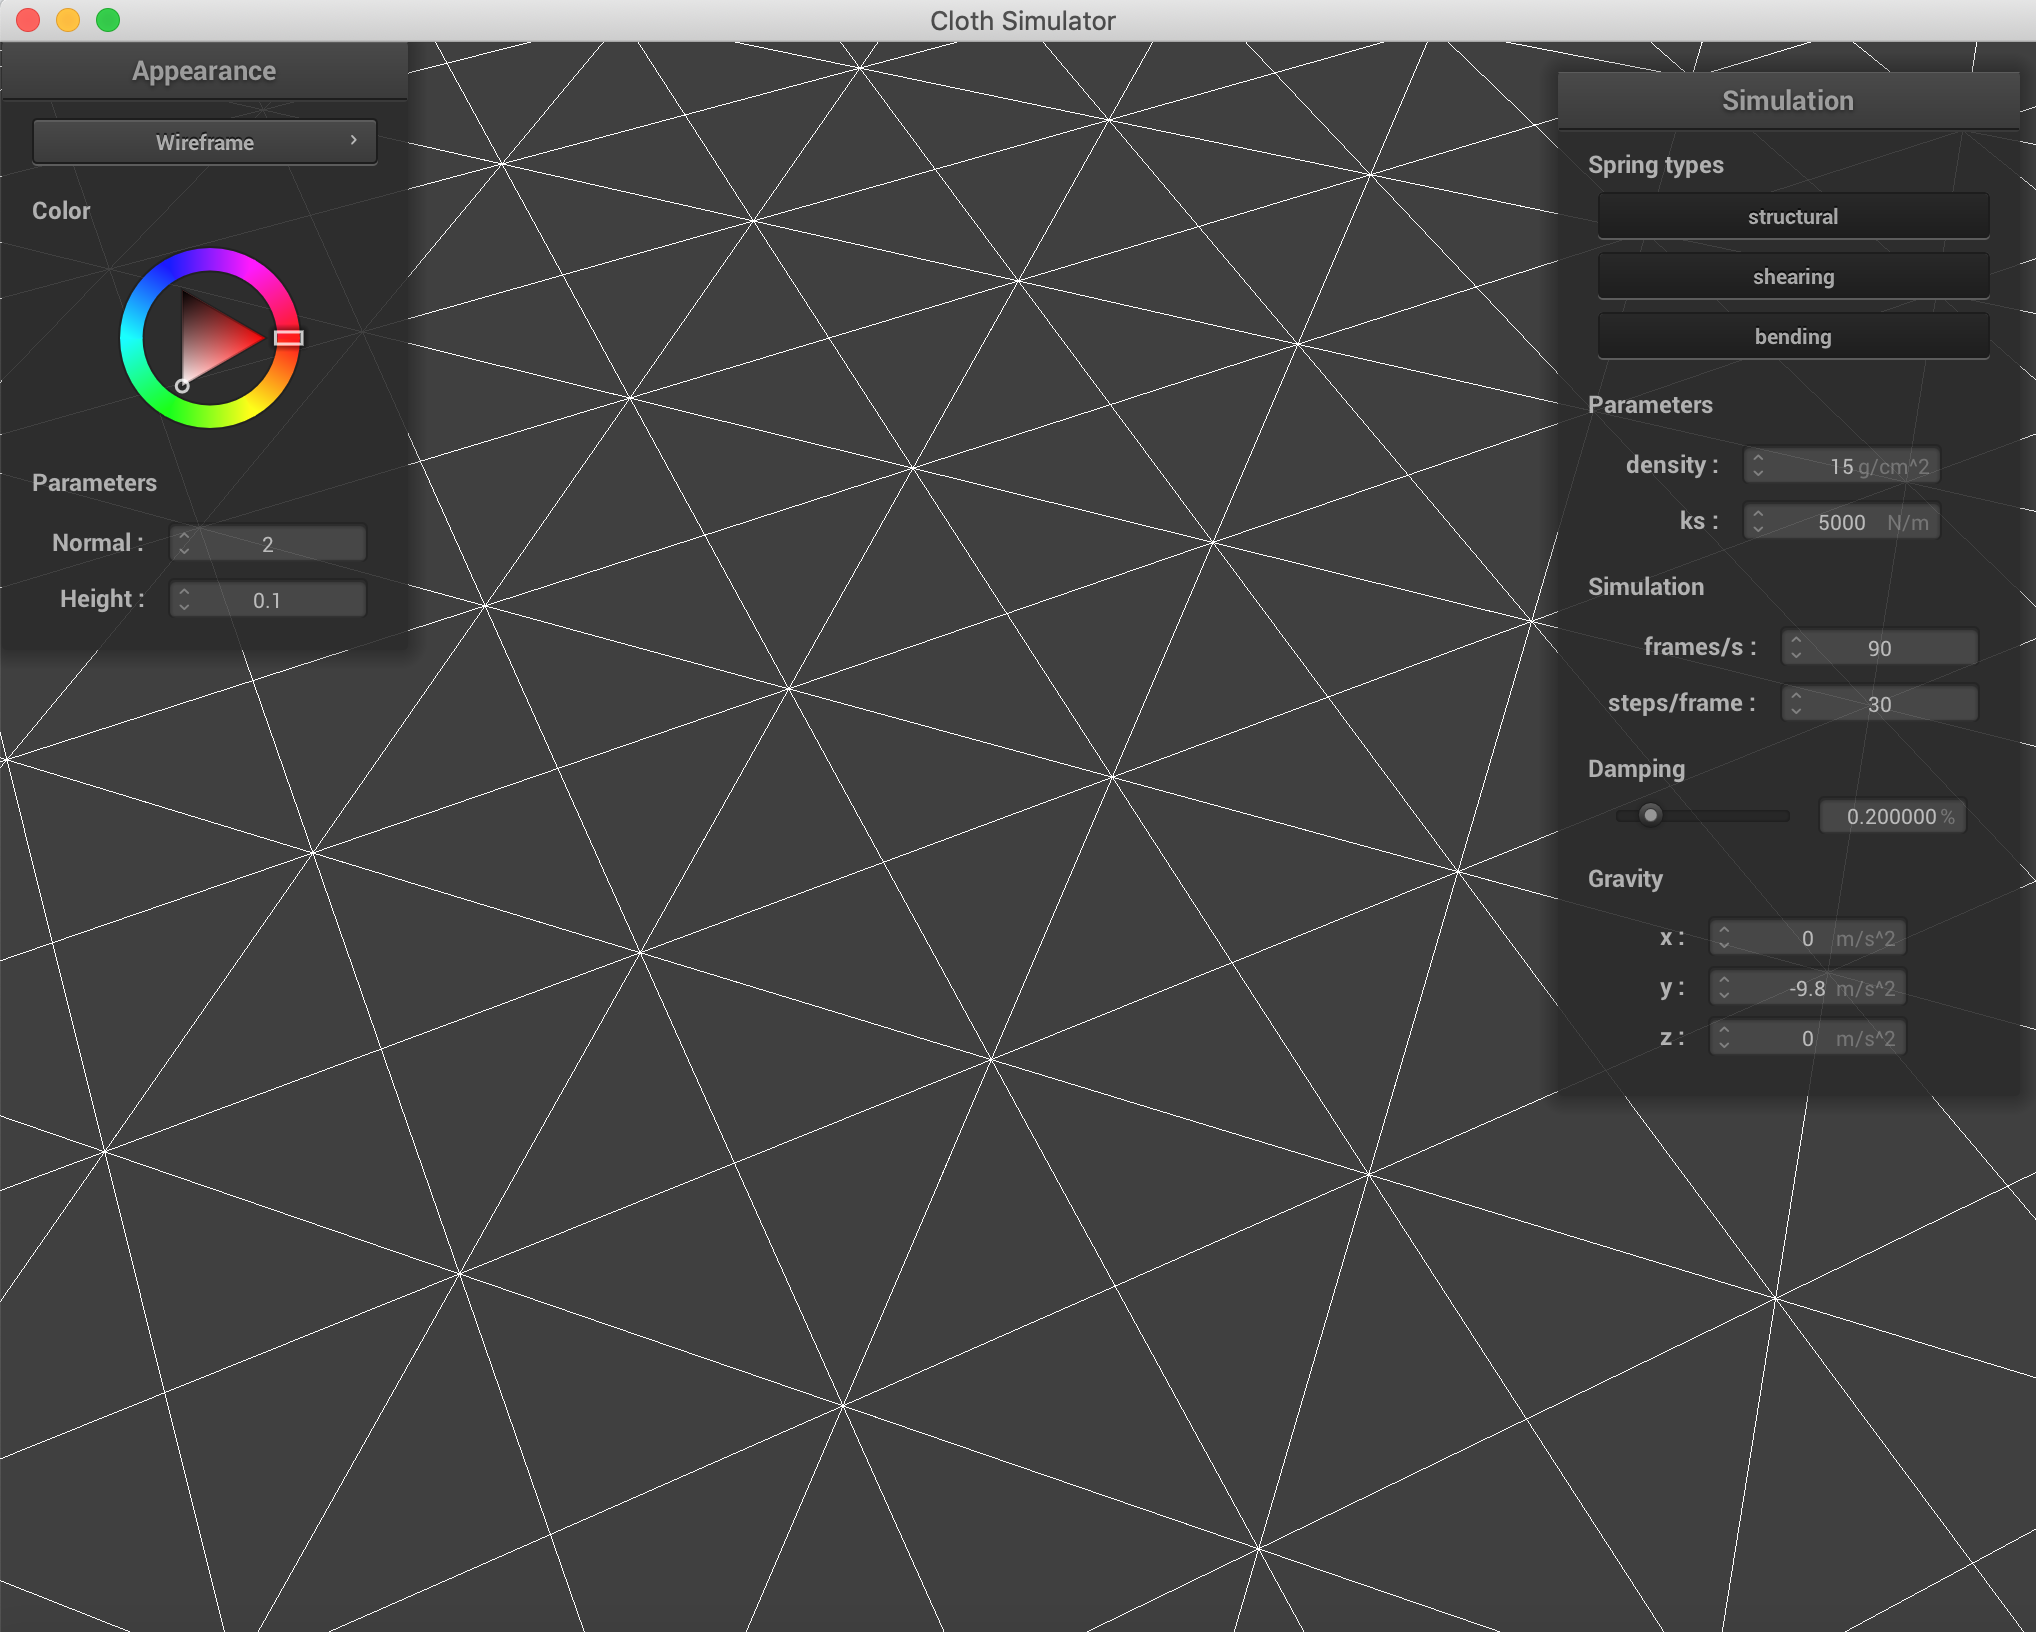 Cloth Simulator
Appearance
Wireframe
Color
Parameters
Normal : 2
Height : 0.1
Simulation
Spring types
structural
shearing
bending
Parameters
density : 15 g/cm^2
ks : 5000 N/m
Simulation
frames/s : 90
steps/frame : 30
Damping
0.200000 %
Gravity
x : 0 m/s^2
y : -9.8 m/s^2
z : 0 m/s^2